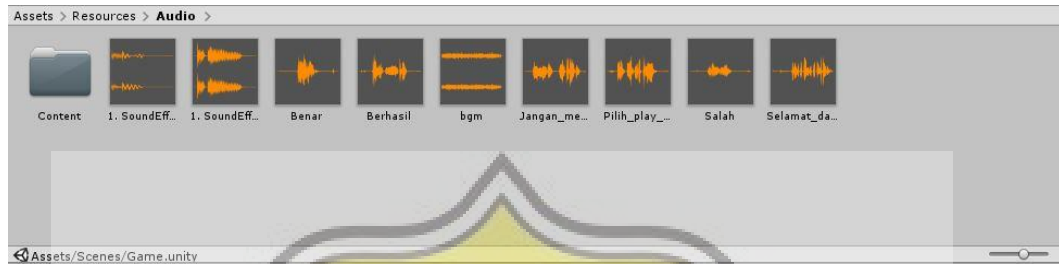 Assets > Resources > Audio >
Content 1. SoundEff... 1. SoundEff... Benar Berhasil bgm Jangan_me... Pilih_play_... Salah Selamat_da...
Assets/Scenes/Game.unity